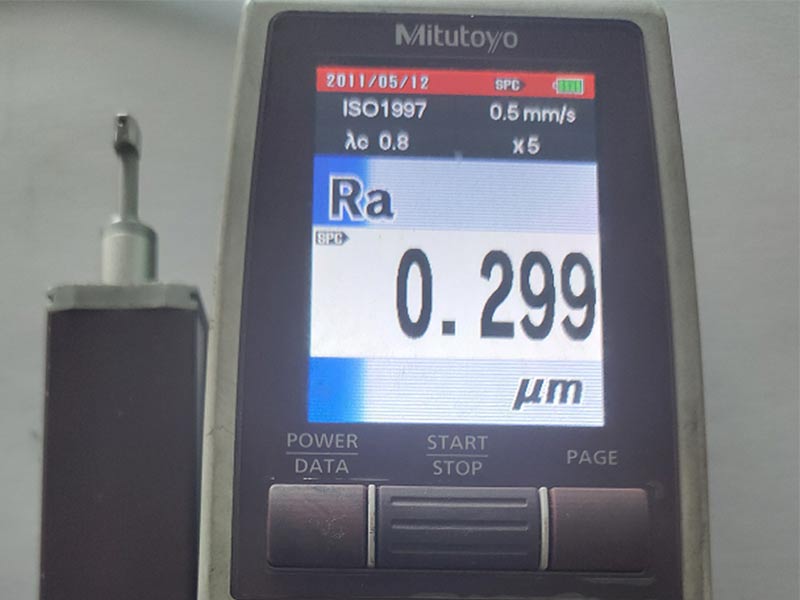 Mitutoyo
2011/05/12 SPC
ISO1997 0.5 mm/s
λc 0.8 x5
Ra
SPC
0.299
µm
POWER START PAGE
DATA STOP